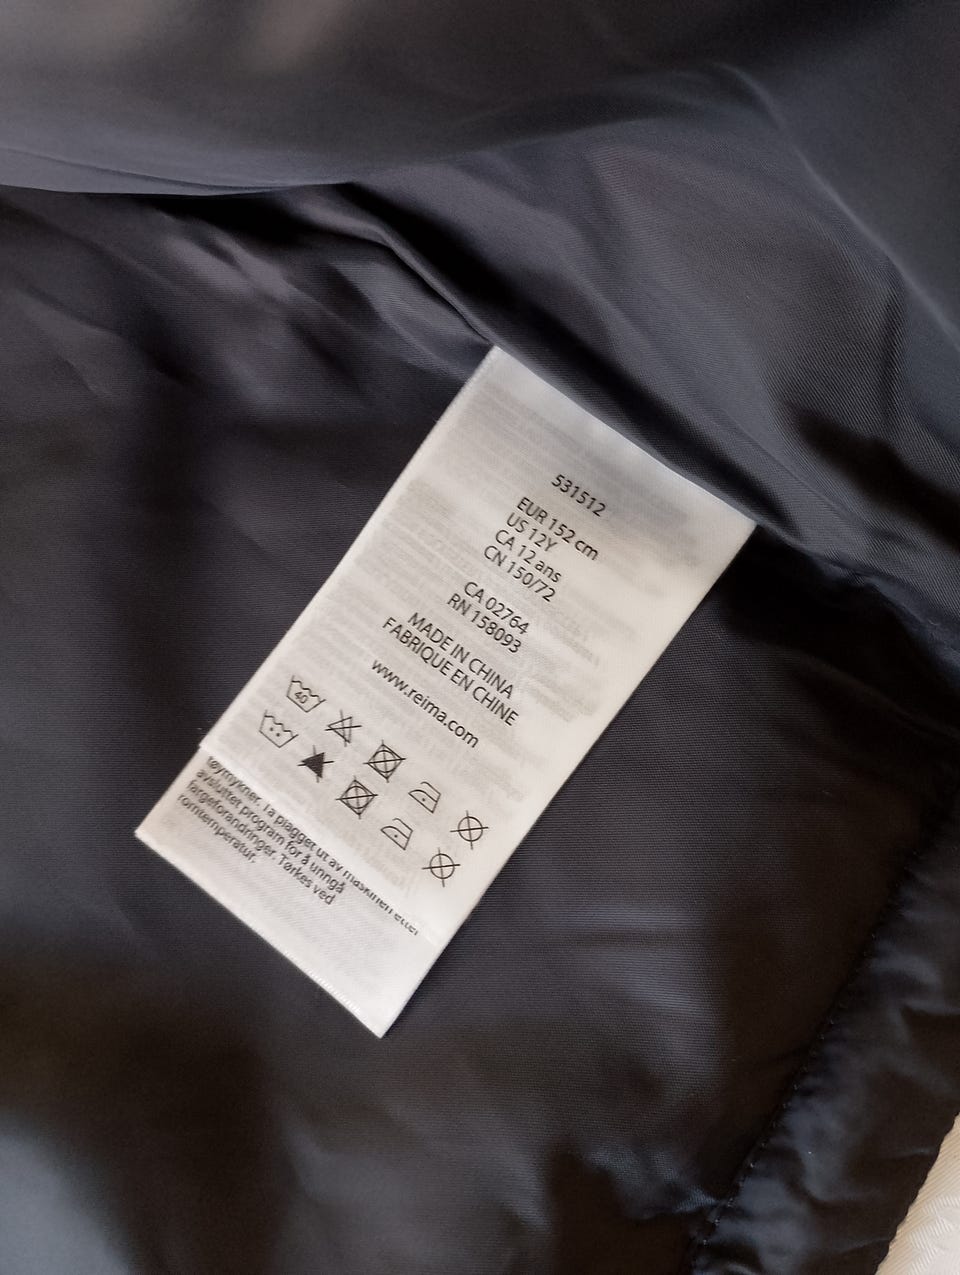 531512
EUR 152 cm
US 12Y
CA 12 ans
CN 150/72
CA 02764
RN 158093
MADE IN CHINA
FABRIQUE EN CHINE
www.reima.com
40
tøymykner. Ta plagget ut av maskinen etter
avsluttet program for å unngå
fargeforandringer. Tørkes ved
romtemperatur.